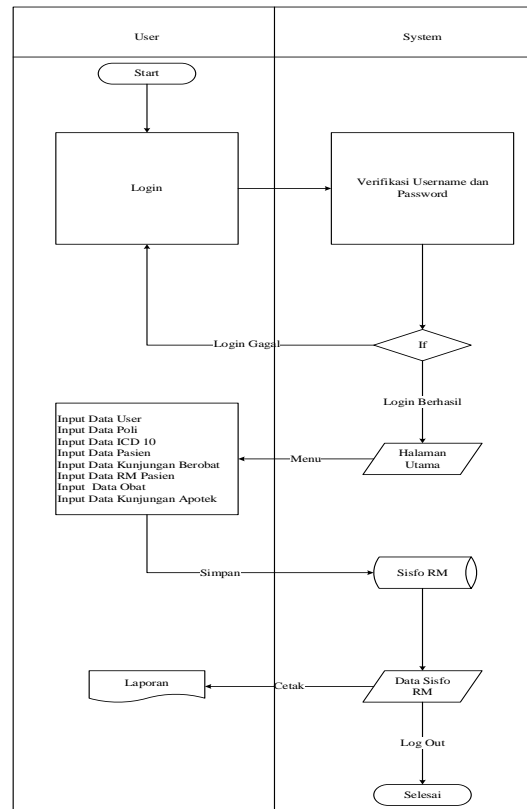 User
System
Start
Login
Verifikasi Username dan
Password
If
Login Gagal
Login Berhasil
Halaman
Utama
Menu
Input Data User
Input Data Poli
Input Data ICD 10
Input Data Pasien
Input Data Kunjungan Berobat
Input Data RM Pasien
Input Data Obat
Input Data Kunjungan Apotek
Simpan
Sisfo RM
Data Sisfo
RM
Cetak
Laporan
Log Out
Selesai